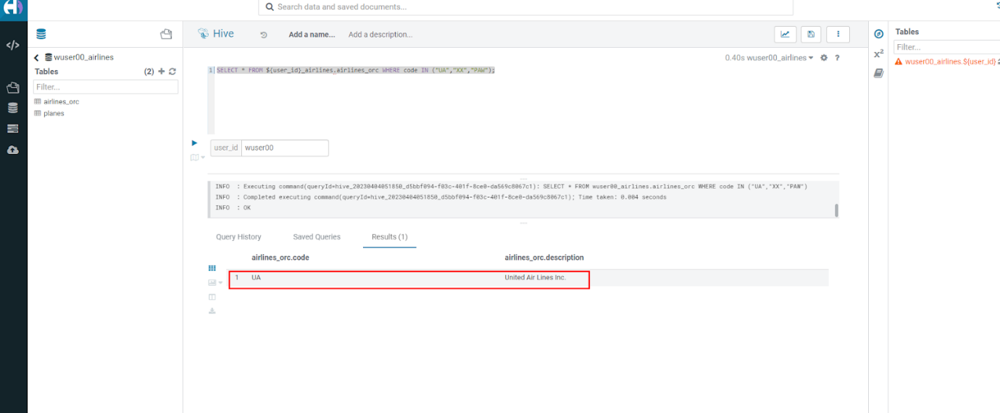 Search data and saved documents...
</>
wuser00_airlines
Tables (2)
Filter...
airlines_orc
planes
Hive
Add a name...
Add a description...
0.40s wuser00_airlines ?
1 SELECT * FROM ${user_id}_airlines.airlines_orc WHERE code IN ("UA","XX","PAW");
user_id wuser00
INFO : Executing command(queryId=hive_20230404051850_d5bbf094-f03c-401f-8ce0-da569c8067c1): SELECT * FROM wuser00_airlines.airlines_orc WHERE code IN ("UA","XX","PAW")
INFO : Completed executing command(queryId=hive_20230404051850_d5bbf094-f03c-401f-8ce0-da569c8067c1); Time taken: 0.004 seconds
INFO : OK
Query History
Saved Queries
Results (1)
airlines_orc.code
airlines_orc.description
1 UA United Air Lines Inc.
x²
Tables
Filter...
wuser00_airlines.${user_id}